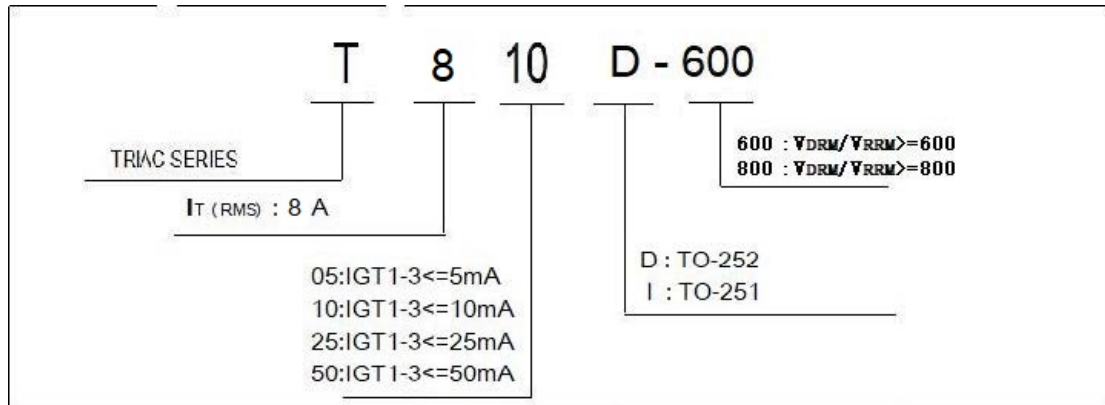 T 8 10 D - 600
TRIAC SERIES
IT (RMS) : 8 A
05:IGT1-3<=5mA
10:IGT1-3<=10mA
25:IGT1-3<=25mA
50:IGT1-3<=50mA
D : TO-252
I : TO-251
600 : VDRM/VRRM>=600
800 : VDRM/VRRM>=800